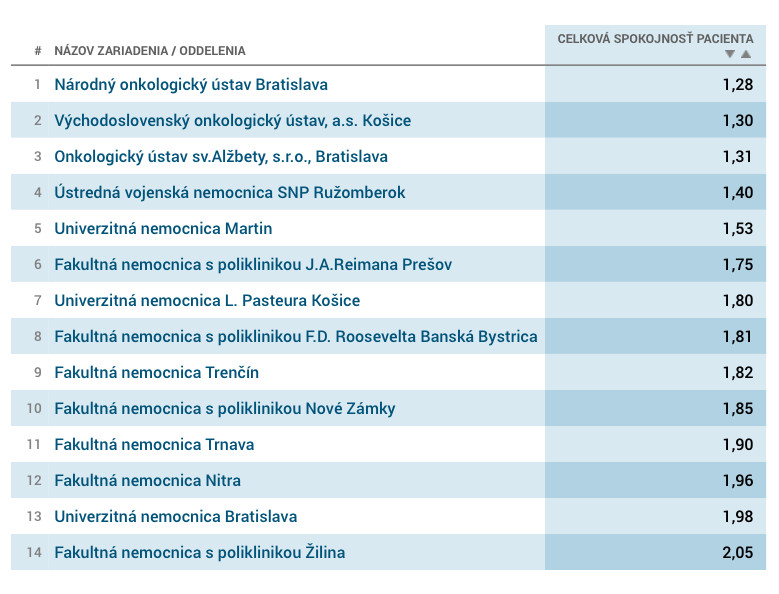 # NÁZOV ZARIADENIA / ODDELENIA CELKOVÁ SPOKOJNOSŤ PACIENTA
▼ ▲
1 Národný onkologický ústav Bratislava 1,28
2 Východoslovenský onkologický ústav, a.s. Košice 1,30
3 Onkologický ústav sv.Alžbety, s.r.o., Bratislava 1,31
4 Ústredná vojenská nemocnica SNP Ružomberok 1,40
5 Univerzitná nemocnica Martin 1,53
6 Fakultná nemocnica s poliklinikou J.A.Reimana Prešov 1,75
7 Univerzitná nemocnica L. Pasteura Košice 1,80
8 Fakultná nemocnica s poliklinikou F.D. Roosevelta Banská Bystrica 1,81
9 Fakultná nemocnica Trenčín 1,82
10 Fakultná nemocnica s poliklinikou Nové Zámky 1,85
11 Fakultná nemocnica Trnava 1,90
12 Fakultná nemocnica Nitra 1,96
13 Univerzitná nemocnica Bratislava 1,98
14 Fakultná nemocnica s poliklinikou Žilina 2,05